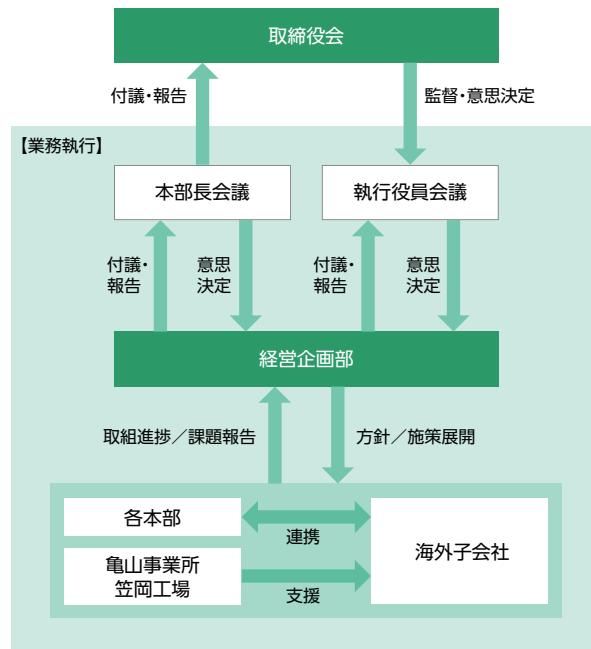 取締役会
付議・報告
監督・意思決定
【業務執行】
本部長会議
執行役員会議
付議・
報告
意思
決定
付議・
報告
意思
決定
経営企画部
取組進捗／課題報告
方針／施策展開
各本部
連携
海外子会社
亀山事業所
笠岡工場
支援